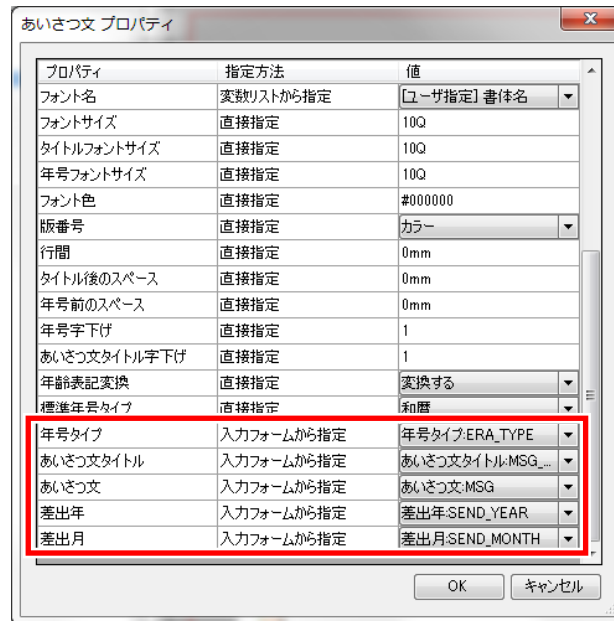 あいさつ文 プロパティ
プロパティ 指定方法 値
フォント名 変数リストから指定 [ユーザ指定] 書体名
フォントサイズ 直接指定 10Q
タイトルフォントサイズ 直接指定 10Q
年号フォントサイズ 直接指定 10Q
フォント色 直接指定 #000000
版番号 直接指定 カラー
行間 直接指定 0mm
タイトル後のスペース 直接指定 0mm
年号前のスペース 直接指定 0mm
年号字下げ 直接指定 1
あいさつ文タイトル字下げ 直接指定 1
年齢表記変換 直接指定 変換する
標準年号タイプ 直接指定 和暦
年号タイプ 入力フォームから指定 年号タイプ:ERA_TYPE
あいさつ文タイトル 入力フォームから指定 あいさつ文タイトル:MSG_...
あいさつ文 入力フォームから指定 あいさつ文:MSG
差出年 入力フォームから指定 差出年:SEND_YEAR
差出月 入力フォームから指定 差出月:SEND_MONTH
OK キャンセル